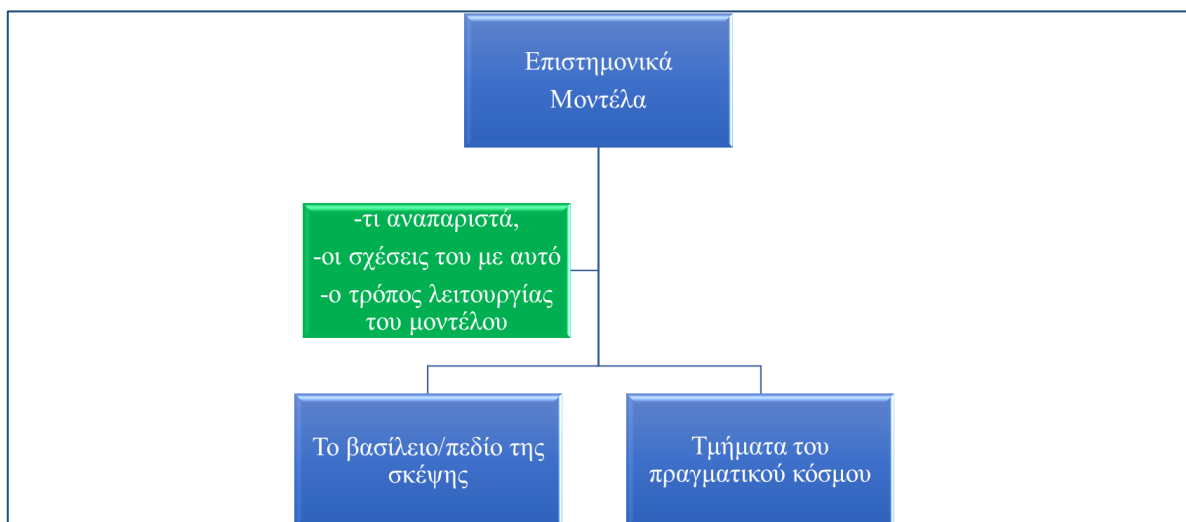 Επιστημονικά
Μοντέλα
-τι αναπαριστά,
-οι σχέσεις του με αυτό
-ο τρόπος λειτουργίας
του μοντέλου
Το βασίλειο/πεδίο της
σκέψης
Τμήματα του
πραγματικού κόσμου